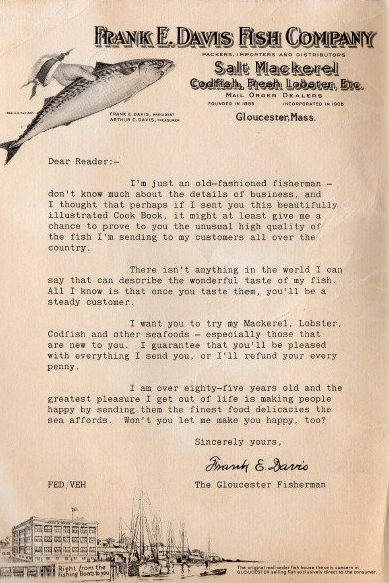 FRANK E. DAVIS FISH COMPANY
PACKERS, IMPORTERS AND DISTRIBUTORS
Salt Mackerel
Codfish, Fresh Lobster, Etc.
MAIL ORDER DEALERS
FOUNDED IN 1885 INCORPORATED IN 1905
Gloucester, Mass.
FRANK E. DAVIS, PRESIDENT
ARTHUR C. DAVIS, TREASURER
Dear Reader:-
I'm just an old-fashioned fisherman -
don't know much about the details of business, and
I thought that perhaps if I sent you this beautifully
illustrated Cook Book, it might at least give me a
chance to prove to you the unusual high quality of
the fish I'm sending to my customers all over the
country.
There isn't anything in the world I can
say that can describe the wonderful taste of my fish.
All I know is that once you taste them, you'll be a
steady customer.
I want you to try my Mackerel, Lobster,
Codfish and other seafoods - especially those that
are new to you. I guarantee that you'll be pleased
with everything I send you, or I'll refund your every
penny.
I am over eighty-five years old and the
greatest pleasure I get out of life is making people
happy by sending them the finest food delicacies the
sea affords. Won't you let me make you happy, too?
Sincerely yours,
Frank E. Davis
FED/VEH The Gloucester Fisherman
Right from the
Fishing Boats to you
The original mail-order fish house the only concern in
GLOUCESTER selling fish exclusively direct to the consumer.